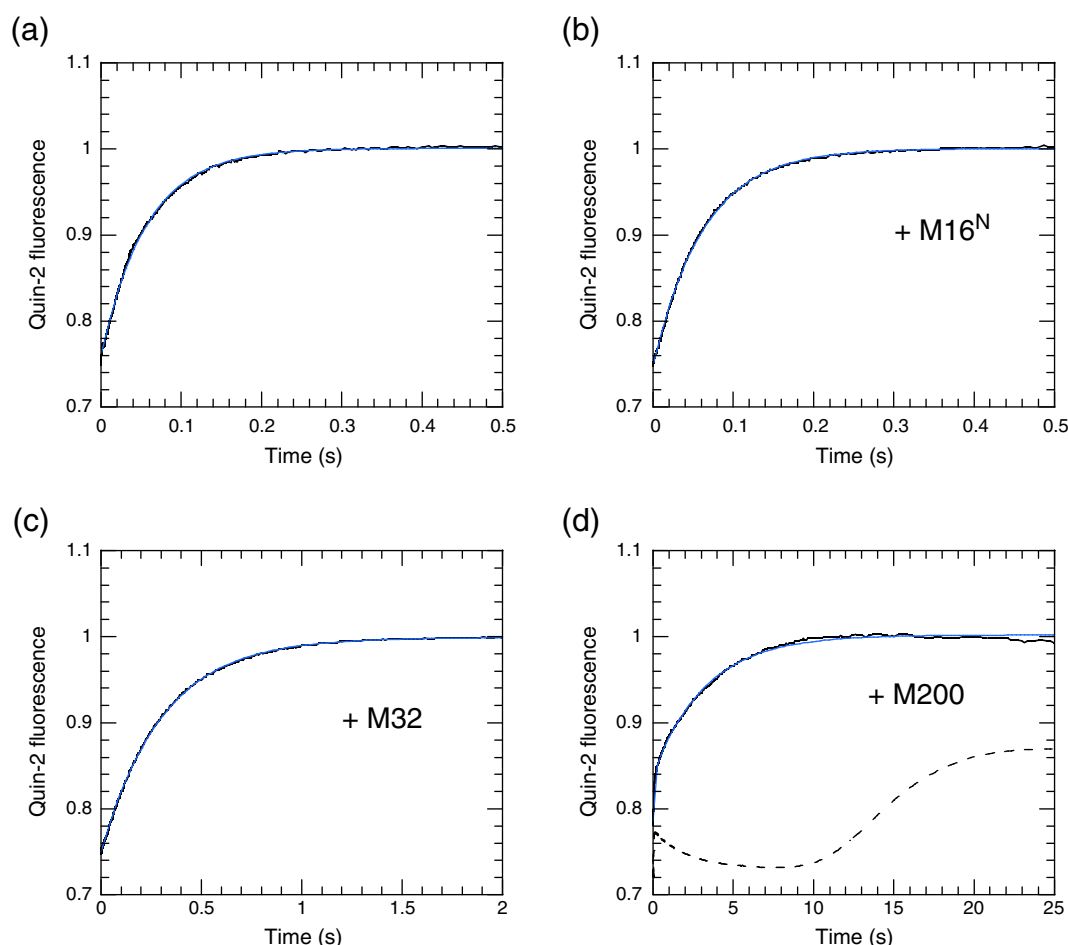 (a)
1.1
1
0.9
0.8
0.7
Quin-2 fluorescence
0 0.1 0.2 0.3 0.4 0.5
Time (s)
(b)
1.1
1
0.9
0.8
0.7
Quin-2 fluorescence
+ M16^N
0 0.1 0.2 0.3 0.4 0.5
Time (s)
(c)
1.1
1
0.9
0.8
0.7
Quin-2 fluorescence
+ M32
0 0.5 1 1.5 2
Time (s)
(d)
1.1
1
0.9
0.8
0.7
Quin-2 fluorescence
+ M200
0 5 10 15 20 25
Time (s)